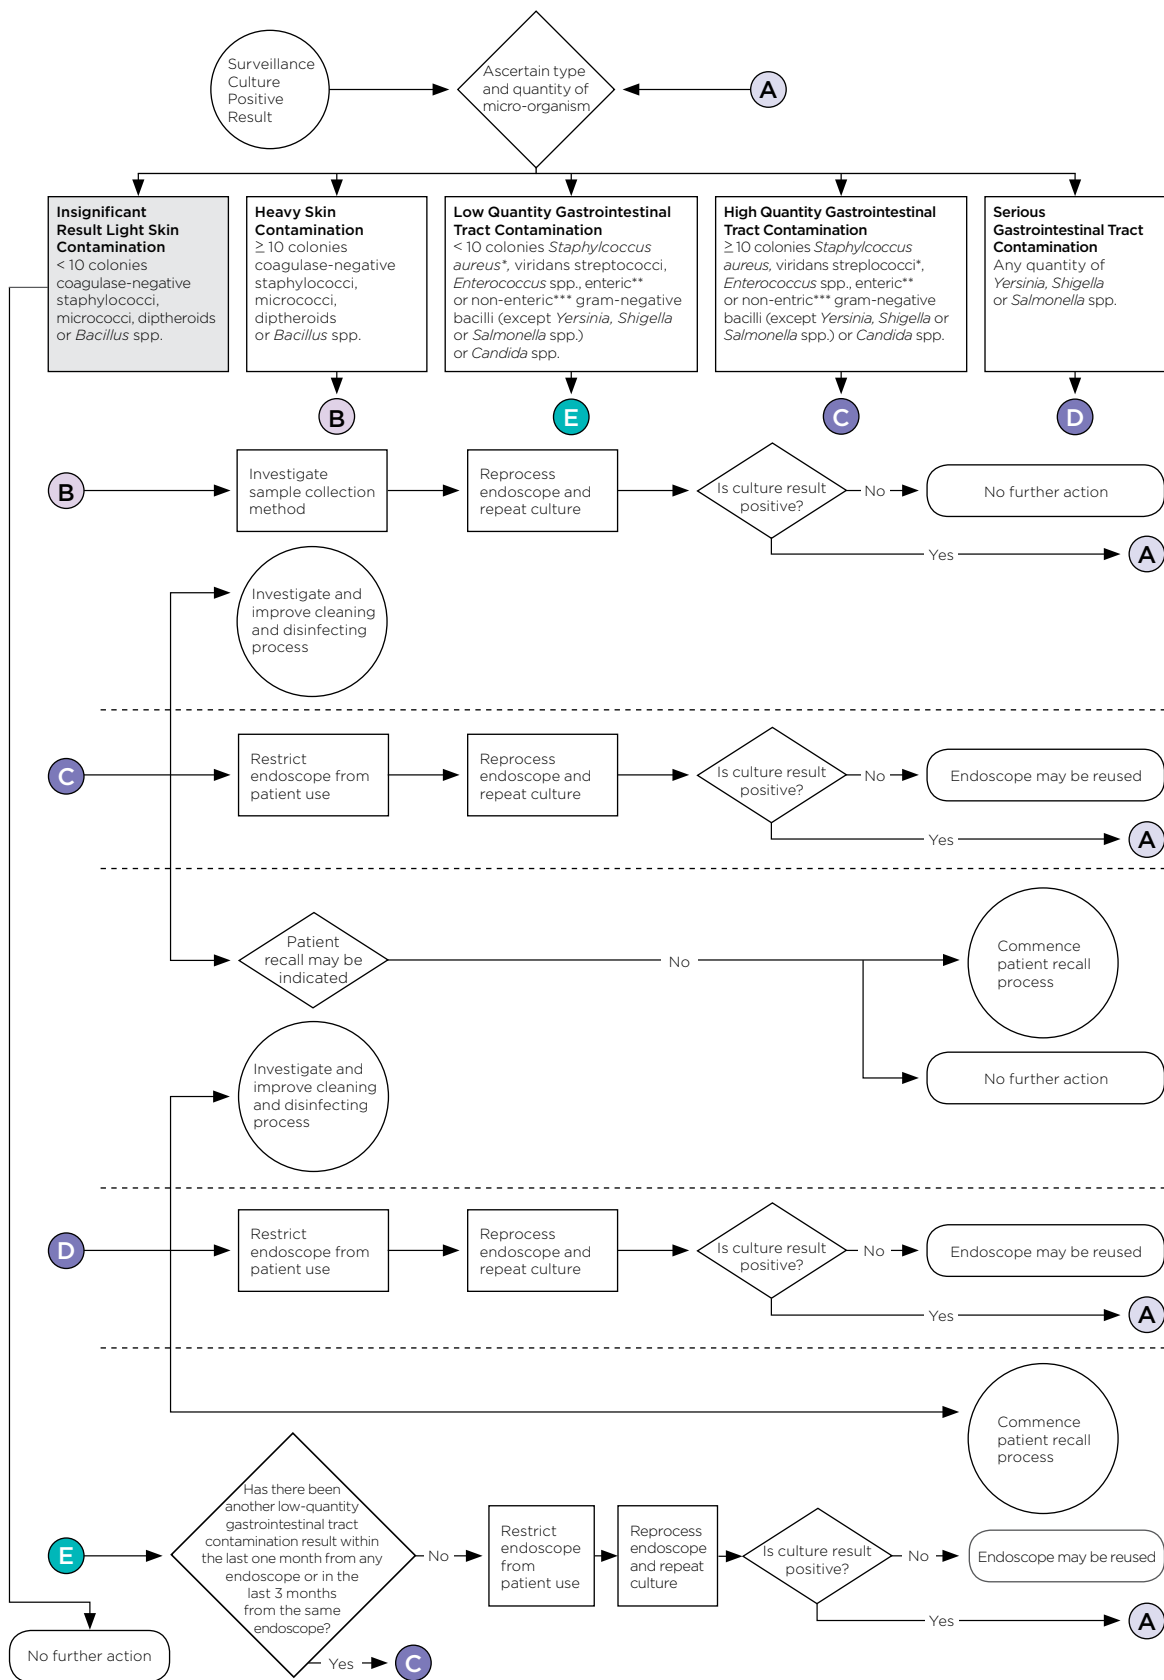 Surveillance
Culture
Positive
Result
Ascertain type
and quantity of
micro-organism
A
Insignificant
Result Light Skin
Contamination
< 10 colonies
coagulase-negative
staphylococci,
micrococci, diptheroids
or Bacillus spp.
Heavy Skin
Contamination
≥ 10 colonies
coagulase-negative
staphylococci,
micrococci,
diptheroids
or Bacillus spp.
Low Quantity Gastrointestinal
Tract Contamination
< 10 colonies Staphylcoccus
aureus*, viridans streptococci,
Enterococcus spp., enteric**
or non-enteric*** gram-negative
bacilli (except Yersinia, Shigella
or Salmonella spp.)
or Candida spp.
High Quantity Gastrointestinal
Tract Contamination
≥ 10 colonies Staphylcoccus
aureus, viridans streplococci*,
Enterococcus spp., enteric**
or non-entric*** gram-negative
bacilli (except Yersinia, Shigella or
Salmonella spp.) or Candida spp.
Serious
Gastrointestinal Tract
Contamination
Any quantity of
Yersinia, Shigella
or Salmonella spp.
B
E
C
D
B
Investigate
sample collection
method
Reprocess
endoscope and
repeat culture
Is culture result
positive?
No
No further action
Yes
A
Investigate and
improve cleaning
and disinfecting
process
C
Restrict
endoscope from
patient use
Reprocess
endoscope and
repeat culture
Is culture result
positive?
No
Endoscope may be reused
Yes
A
Patient
recall may be
indicated
No
Commence
patient recall
process
No further action
Investigate and
improve cleaning
and disinfecting
process
D
Restrict
endoscope from
patient use
Reprocess
endoscope and
repeat culture
Is culture result
positive?
No
Endoscope may be reused
Yes
A
Commence
patient recall
process
E
Has there been
another low-quantity
gastrointestinal tract
contamination result within
the last one month from any
endoscope or in the
last 3 months
from the same
endoscope?
No
Restrict
endoscope
from
patient use
Reprocess
endoscope
and repeat
culture
Is culture result
positive?
No
Endoscope may be reused
Yes
A
Yes
C
No further action